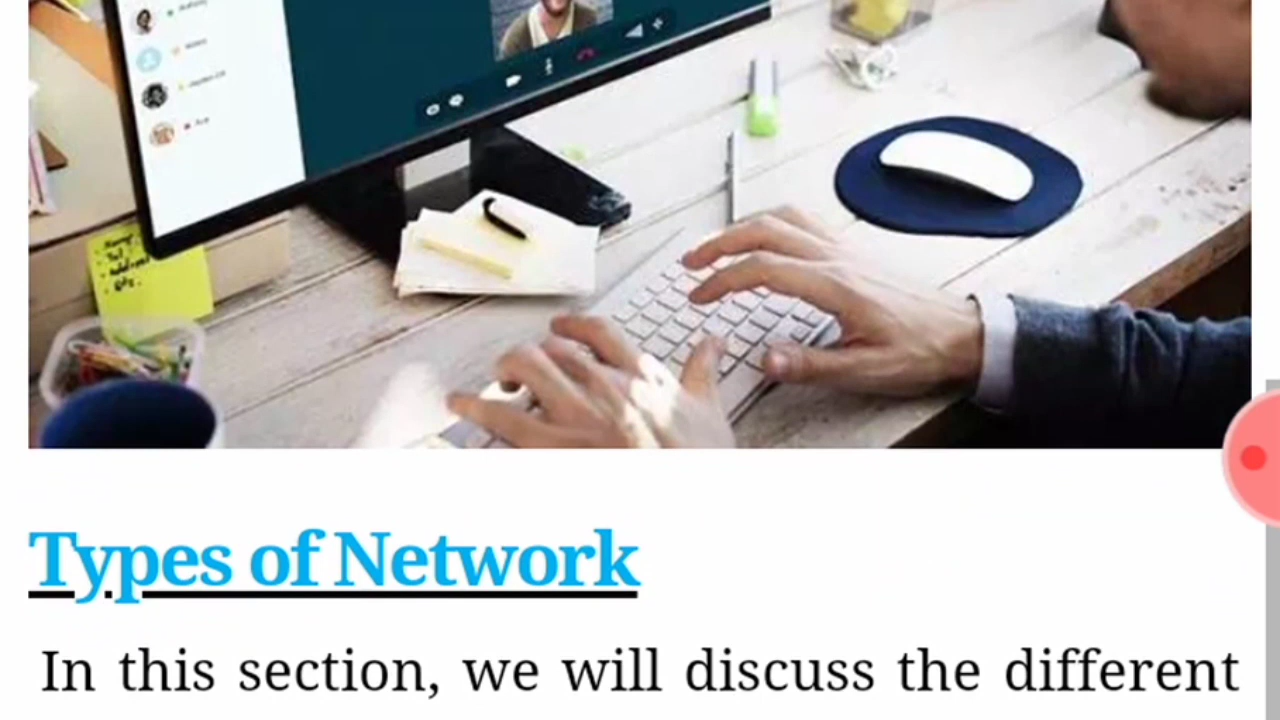 Types of Network
In this section, we will discuss the different